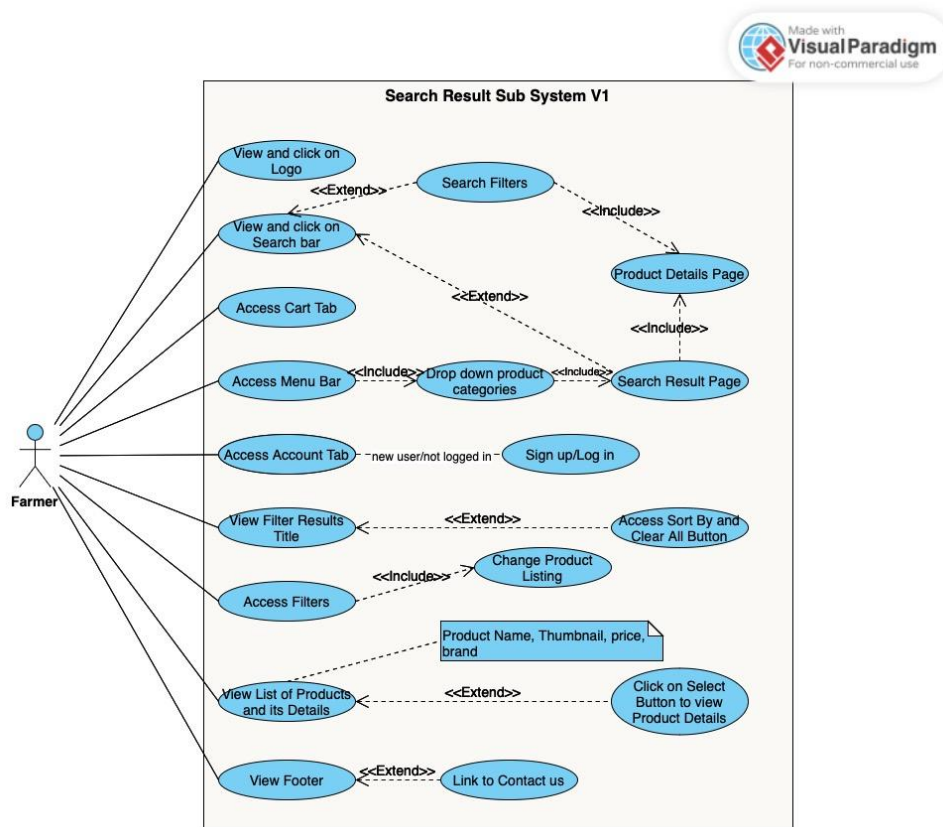 Made with
Visual Paradigm
For non-commercial use
Search Result Sub System V1
View and click on
Logo
Search Filters
<<Extend>>
<<Include>>
View and click on
Search bar
Product Details Page
<<Extend>>
Access Cart Tab
<<Include>>
Access Menu Bar
<<Include>>
Drop down product
categories
<<Include>>
Search Result Page
Access Account Tab
new user/not logged in
Sign up/Log in
Farmer
View Filter Results
Title
<<Extend>>
Access Sort By and
Clear All Button
Change Product
Listing
<<Include>>
Access Filters
Product Name, Thumbnail, price,
brand
View List of Products
and its Details
<<Extend>>
Click on Select
Button to view
Product Details
View Footer
<<Extend>>
Link to Contact us